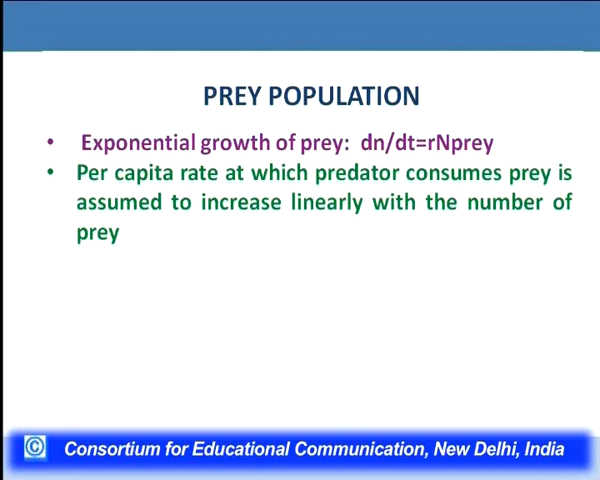 PREY POPULATION
• Exponential growth of prey: dn/dt=rNprey
• Per capita rate at which predator consumes prey is
assumed to increase linearly with the number of
prey
© Consortium for Educational Communication, New Delhi, India